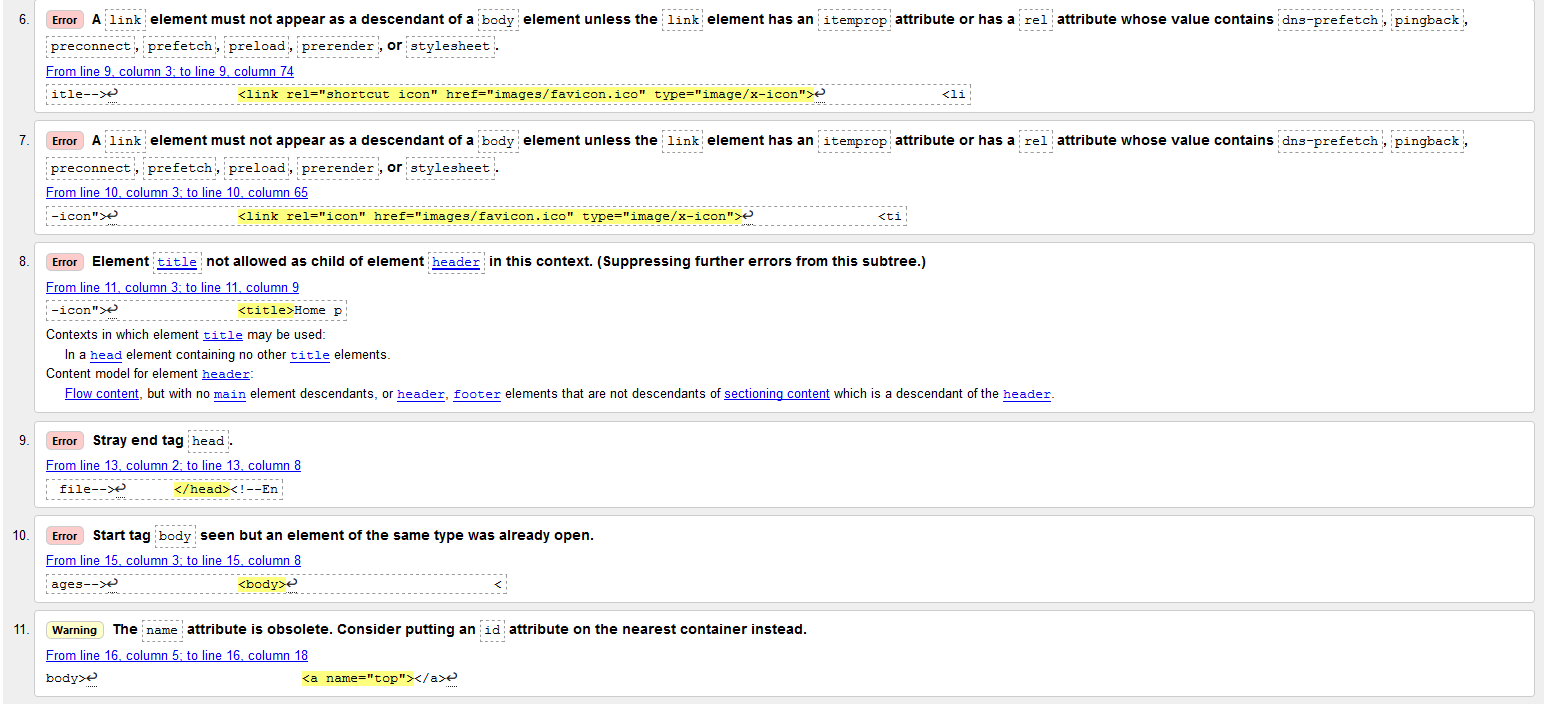 6. Error A link element must not appear as a descendant of a body element unless the link element has an itemprop attribute or has a rel attribute whose value contains dns-prefetch, pingback,
preconnect, prefetch, preload, prerender, or stylesheet.
From line 9, column 3; to line 9, column 74
itle-->↩ <link rel="shortcut icon" href="images/favicon.ico" type="image/x-icon">↩ <li
7. Error A link element must not appear as a descendant of a body element unless the link element has an itemprop attribute or has a rel attribute whose value contains dns-prefetch, pingback,
preconnect, prefetch, preload, prerender, or stylesheet.
From line 10, column 3; to line 10, column 65
-icon">↩ <link rel="icon" href="images/favicon.ico" type="image/x-icon">↩ <ti
8. Error Element title not allowed as child of element header in this context. (Suppressing further errors from this subtree.)
From line 11, column 3; to line 11, column 9
-icon">↩ <title>Home p
Contexts in which element title may be used:
In a head element containing no other title elements.
Content model for element header:
Flow content, but with no main element descendants, or header, footer elements that are not descendants of sectioning content which is a descendant of the header.
9. Error Stray end tag head.
From line 13, column 2; to line 13, column 8
file-->↩ </head><!--En
10. Error Start tag body seen but an element of the same type was already open.
From line 15, column 3; to line 15, column 8
ages-->↩ <body>↩ <
11. Warning The name attribute is obsolete. Consider putting an id attribute on the nearest container instead.
From line 16, column 5; to line 16, column 18
body>↩ <a name="top"></a>↩